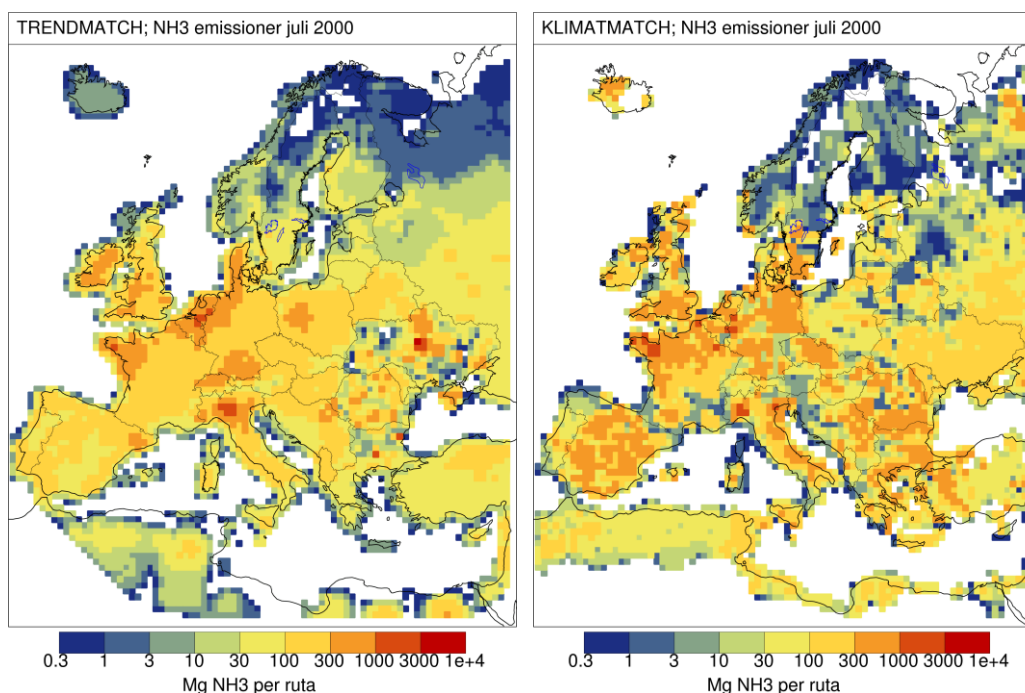 TRENDMATCH; NH3 emissioner juli 2000
0.3 1 3 10 30 100 300 1000 3000 1e+4
Mg NH3 per ruta
KLIMATMATCH; NH3 emissioner juli 2000
0.3 1 3 10 30 100 300 1000 3000 1e+4
Mg NH3 per ruta